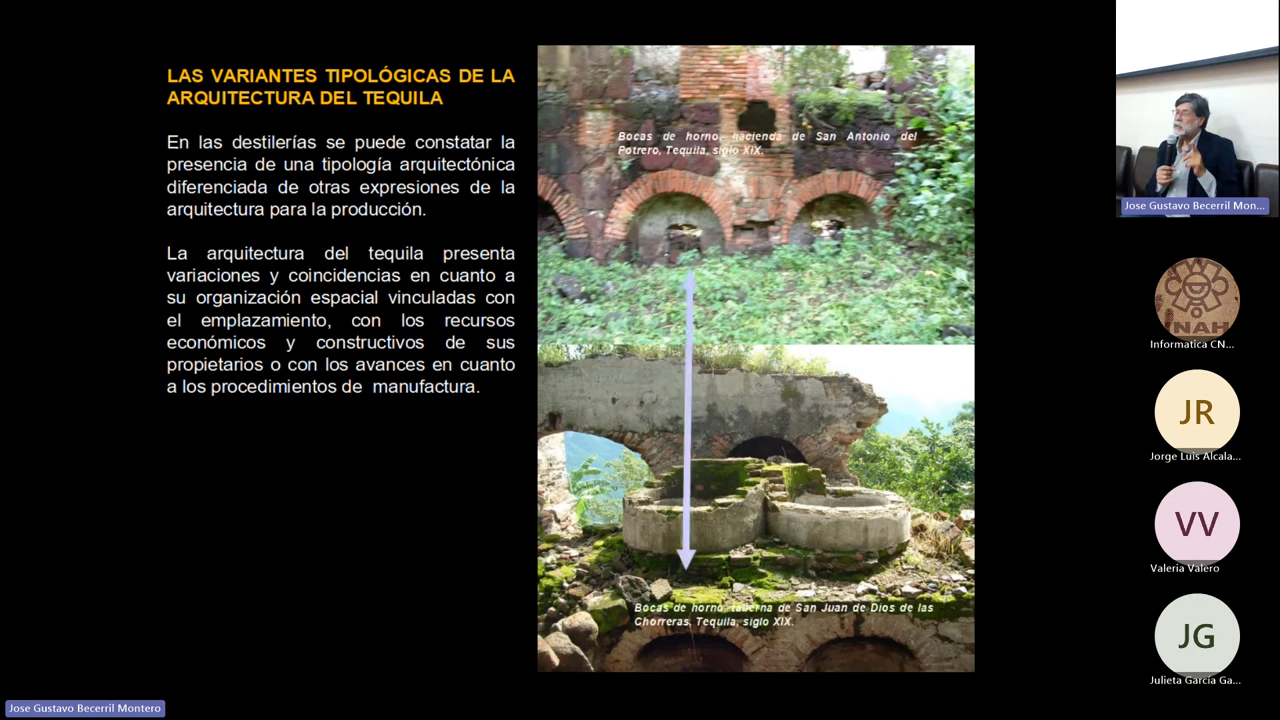 LAS VARIANTES TIPOLÓGICAS DE LA
ARQUITECTURA DEL TEQUILA
En las destilerías se puede constatar la
presencia de una tipología arquitectónica
diferenciada de otras expresiones de la
arquitectura para la producción.
La arquitectura del tequila presenta
variaciones y coincidencias en cuanto a
su organización espacial vinculadas con
el emplazamiento, con los recursos
económicos y constructivos de sus
propietarios o con los avances en cuanto
a los procedimientos de manufactura.
Bocas de horno, hacienda de San Antonio del
Potrero, Tequila, siglo XIX.
Bocas de horno, taberna de San Juan de Dios de las
Chorreras, Tequila, siglo XIX.
Jose Gustavo Becerril Mon...
INAH
Informatica CN...
JR
Jorge Luis Alcala...
VV
Valeria Valero
JG
Julieta García Ga...
Jose Gustavo Becerril Montero